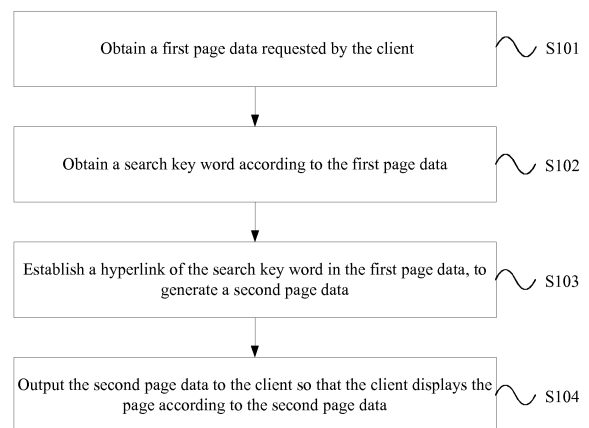 Obtain a first page data requested by the client
S101
Obtain a search key word according to the first page data
S102
Establish a hyperlink of the search key word in the first page data, to
generate a second page data
S103
Output the second page data to the client so that the client displays the
page according to the second page data
S104